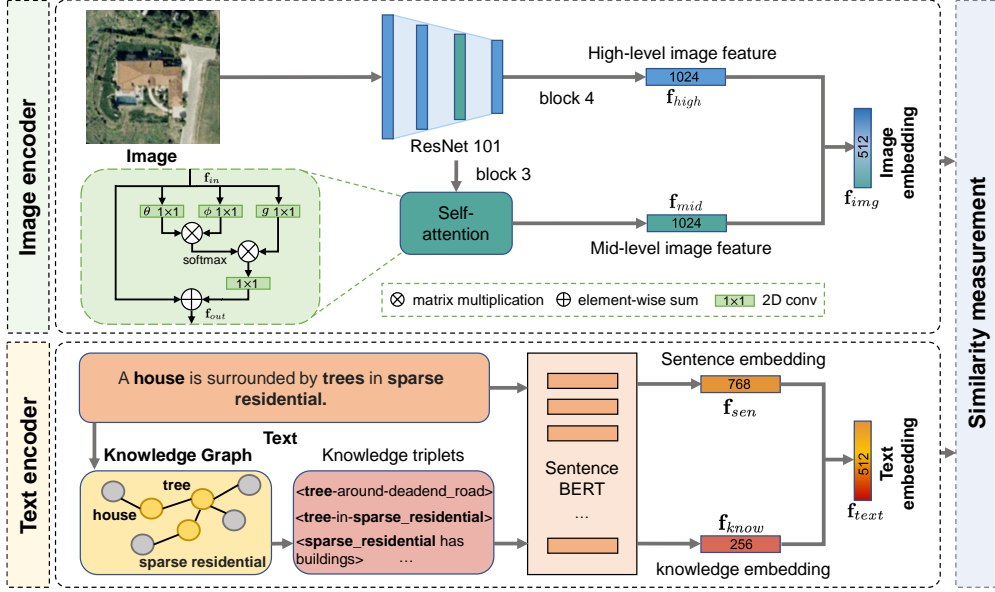 Image encoder
Image
ResNet 101
block 4
block 3
High-level image feature
1024
f_high
Self-
attention
f_mid
1024
Mid-level image feature
512
f_img
Image
embedding
f_in
θ 1×1
ϕ 1×1
g 1×1
softmax
1×1
f_out
matrix multiplication
element-wise sum
1×1 2D conv
Similarity measurement
Text encoder
A house is surrounded by trees in sparse
residential.
Text
Knowledge Graph
tree
house
sparse residential
Knowledge triplets
<tree-around-deadend_road>
<tree-in-sparse_residential>
<sparse_residential has
buildings> ...
Sentence
BERT
...
Sentence embedding
768
f_sen
f_know
256
knowledge embedding
512
f_text
Text
embedding